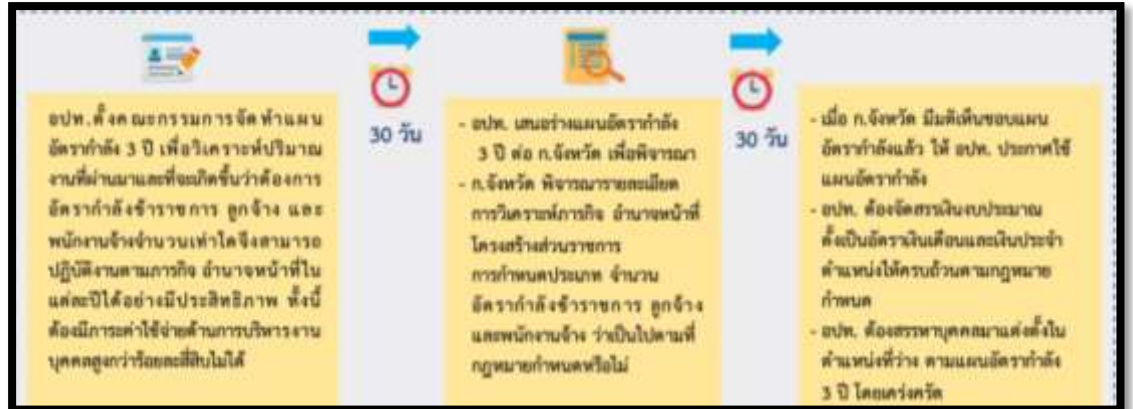 อปท.ตั้งคณะกรรมการจัดทำแผน
อัตรากำลัง 3 ปี เพื่อวิเคราะห์ปริมาณ
งานที่ผ่านมาและที่จะเกิดขึ้นว่าต้องการ
อัตรากำลังข้าราชการ ลูกจ้าง และ
พนักงานจ้างจำนวนเท่าใดจึงสามารถ
ปฏิบัติงานตามภารกิจ อำนาจหน้าที่ใน
แต่ละปีได้อย่างมีประสิทธิภาพ ทั้งนี้
ต้องมีภาระค่าใช้จ่ายด้านการบริหารงาน
บุคคลสูงกว่าร้อยละสี่สิบไม่ได้
30 วัน
- อปท. เสนอร่างแผนอัตรากำลัง
3 ปี ต่อ ก.จังหวัด เพื่อพิจารณา
- ก.จังหวัด พิจารณารายละเอียด
การวิเคราะห์ภารกิจ อำนาจหน้าที่
โครงสร้างส่วนราชการ
การกำหนดประเภท จำนวน
อัตรากำลังข้าราชการ ลูกจ้าง
และพนักงานจ้าง ว่าเป็นไปตามที่
กฎหมายกำหนดหรือไม่
30 วัน
- เมื่อ ก.จังหวัด มีมติเห็นชอบแผน
อัตรากำลังแล้ว ให้ อปท. ประกาศใช้
แผนอัตรากำลัง
- อปท. ต้องจัดสรรเงินงบประมาณ
ตั้งเป็นอัตราเงินเดือนและเงินประจำ
ตำแหน่งให้ครบถ้วนตามกฎหมาย
กำหนด
- อปท. ต้องสรรหาบุคคลมาแต่งตั้งใน
ตำแหน่งที่ว่าง ตามแผนอัตรากำลัง
3 ปี โดยเคร่งครัด